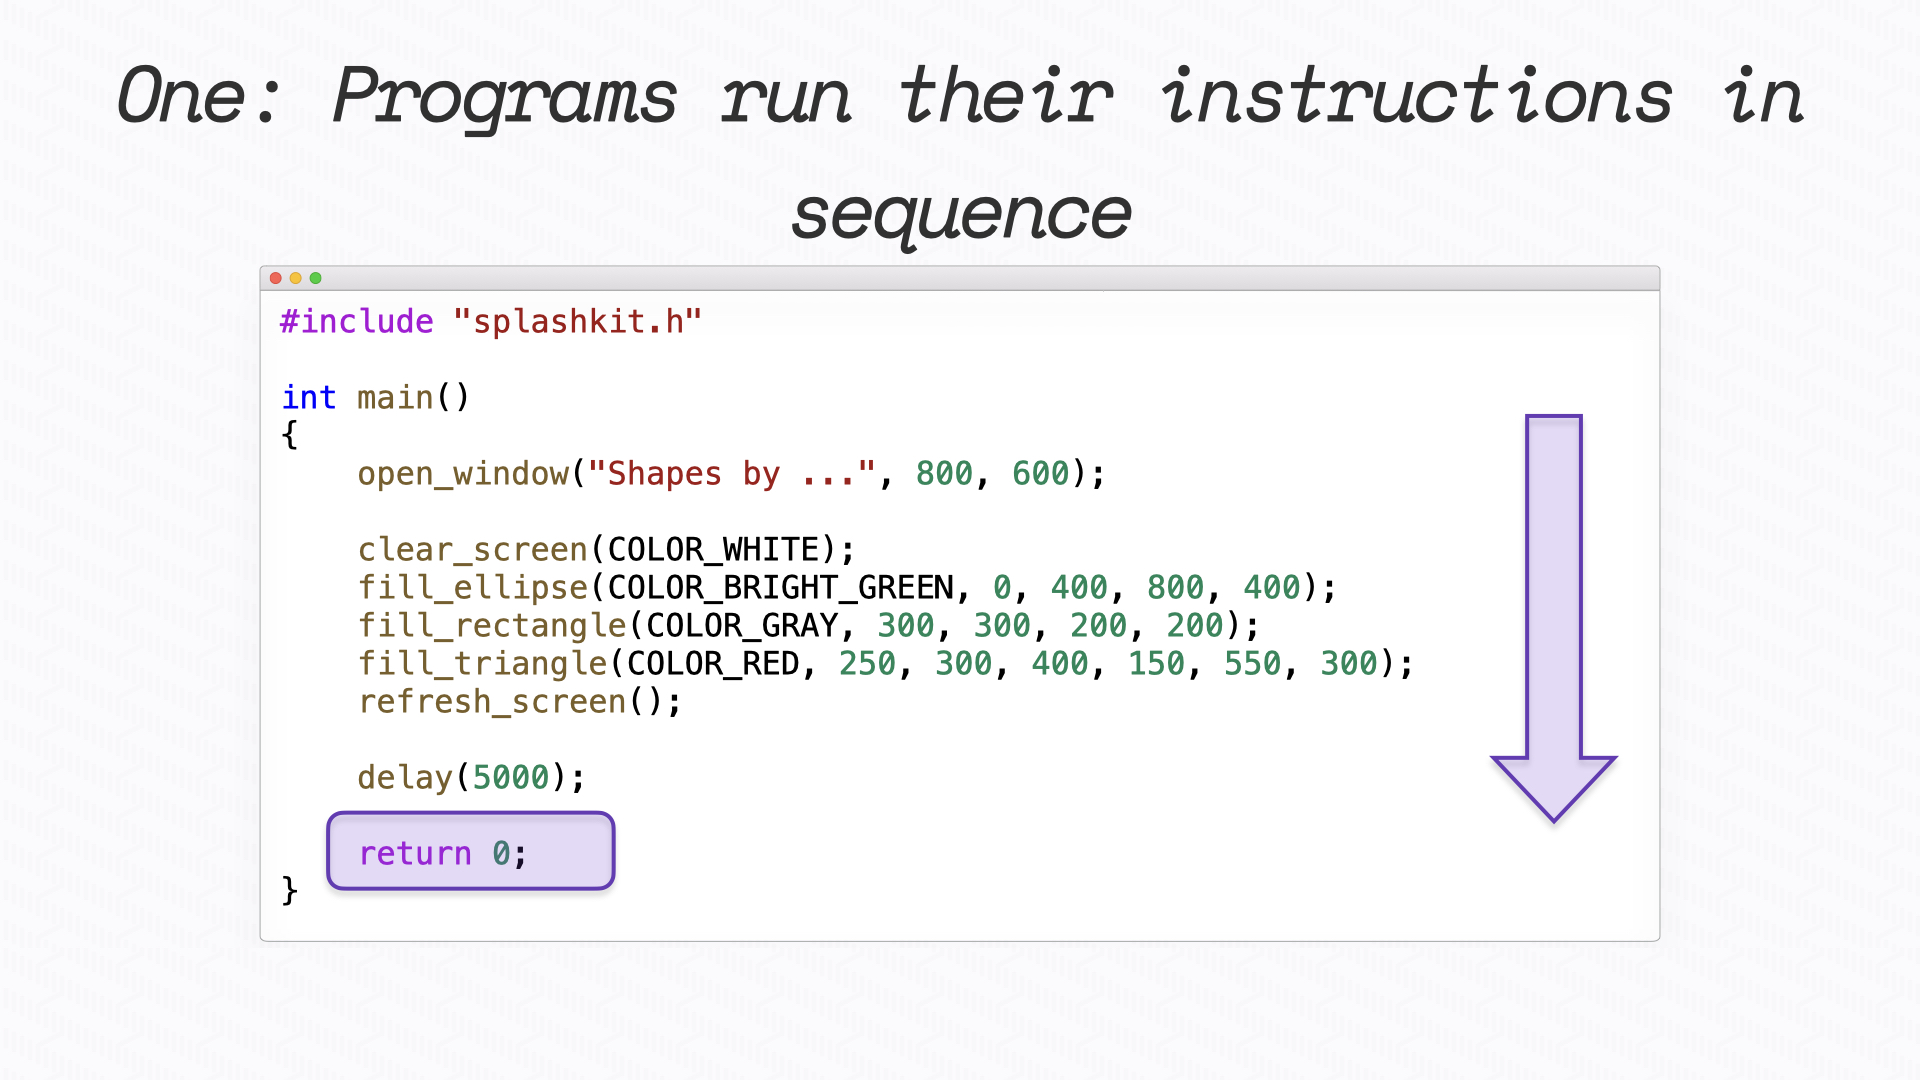 One: Programs run their instructions in
sequence
#include "splashkit.h"
int main()
{
open_window("Shapes by ...", 800, 600);
clear_screen(COLOR_WHITE);
fill_ellipse(COLOR_BRIGHT_GREEN, 0, 400, 800, 400);
fill_rectangle(COLOR_GRAY, 300, 300, 200, 200);
fill_triangle(COLOR_RED, 250, 300, 400, 150, 550, 300);
refresh_screen();
delay(5000);
return 0;
}